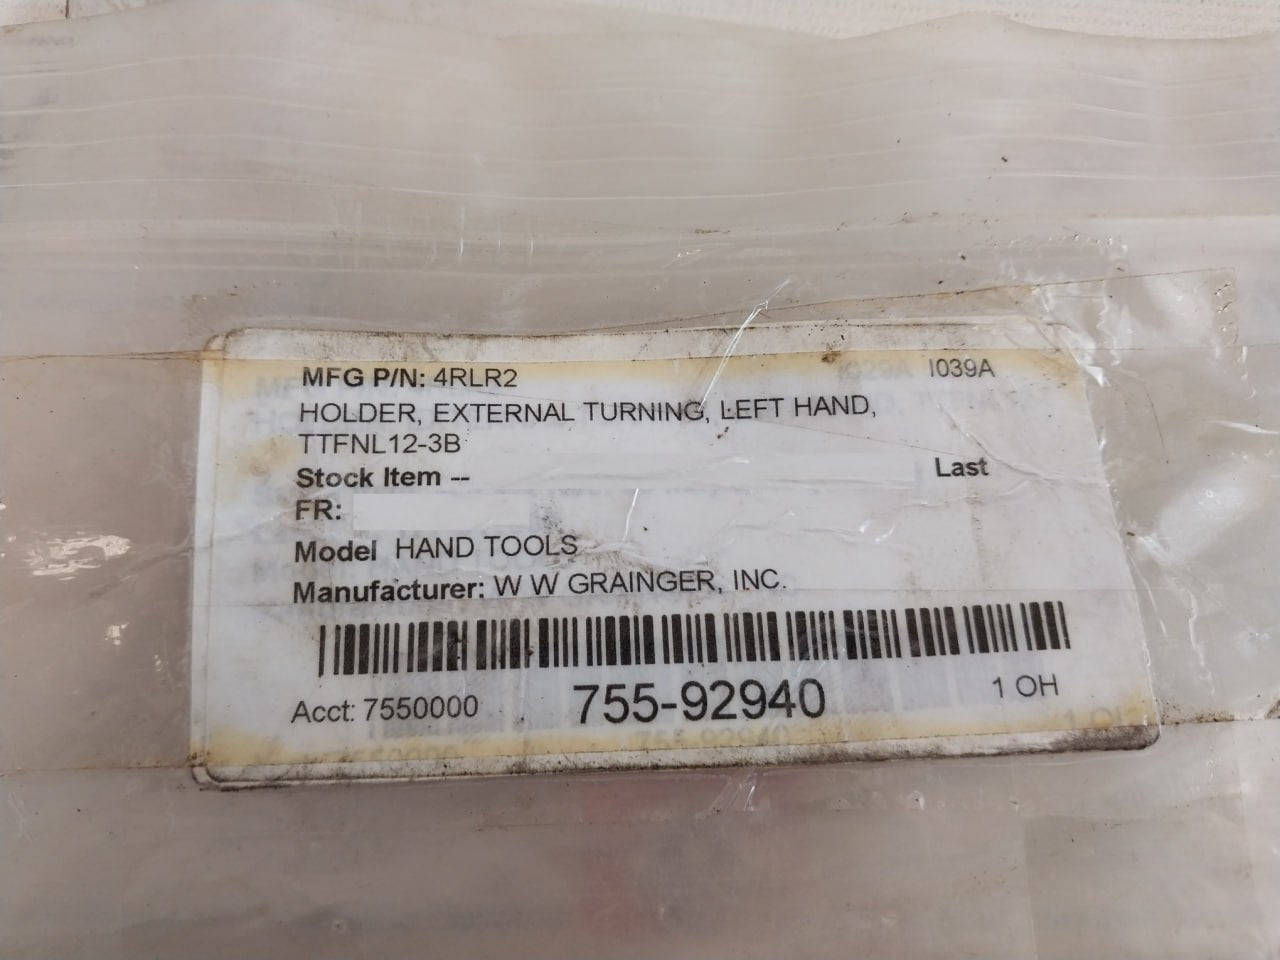 MFG P/N: 4RLR2 I039A
HOLDER, EXTERNAL TURNING, LEFT HAND,
TTFNL12-3B
Stock Item -- Last
FR:
Model HAND TOOLS
Manufacturer: W W GRAINGER, INC.
Acct: 7550000 755-92940 1 OH